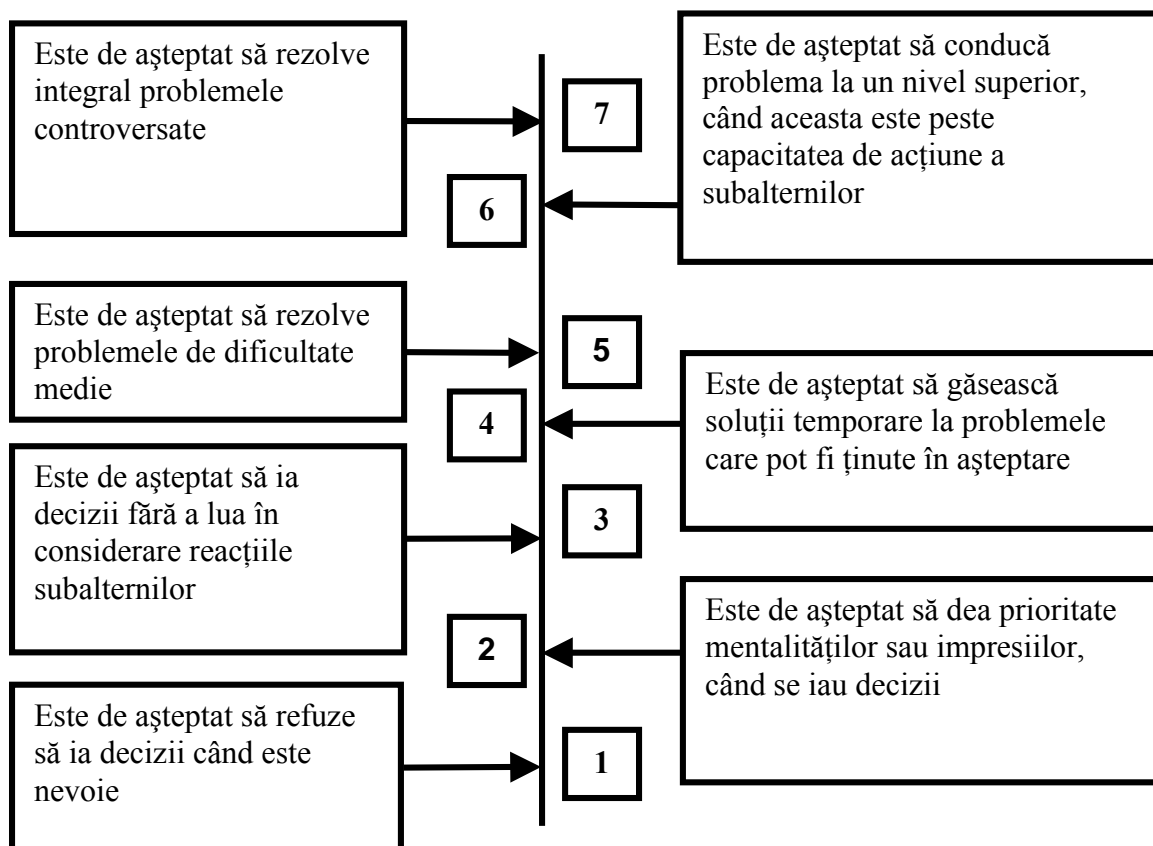 Este de aşteptat să rezolve
integral problemele
controversate
7
Este de aşteptat să conducă
problema la un nivel superior,
când aceasta este peste
capacitatea de acțiune a
subalternilor
6
Este de aşteptat să rezolve
problemele de dificultate
medie
5
Este de aşteptat să găsească
soluții temporare la problemele
care pot fi ținute în aşteptare
4
Este de aşteptat să ia
decizii fără a lua în
considerare reacțiile
subalternilor
3
Este de aşteptat să dea prioritate
mentalităților sau impresiilor,
când se iau decizii
2
Este de aşteptat să refuze
să ia decizii când este
nevoie
1